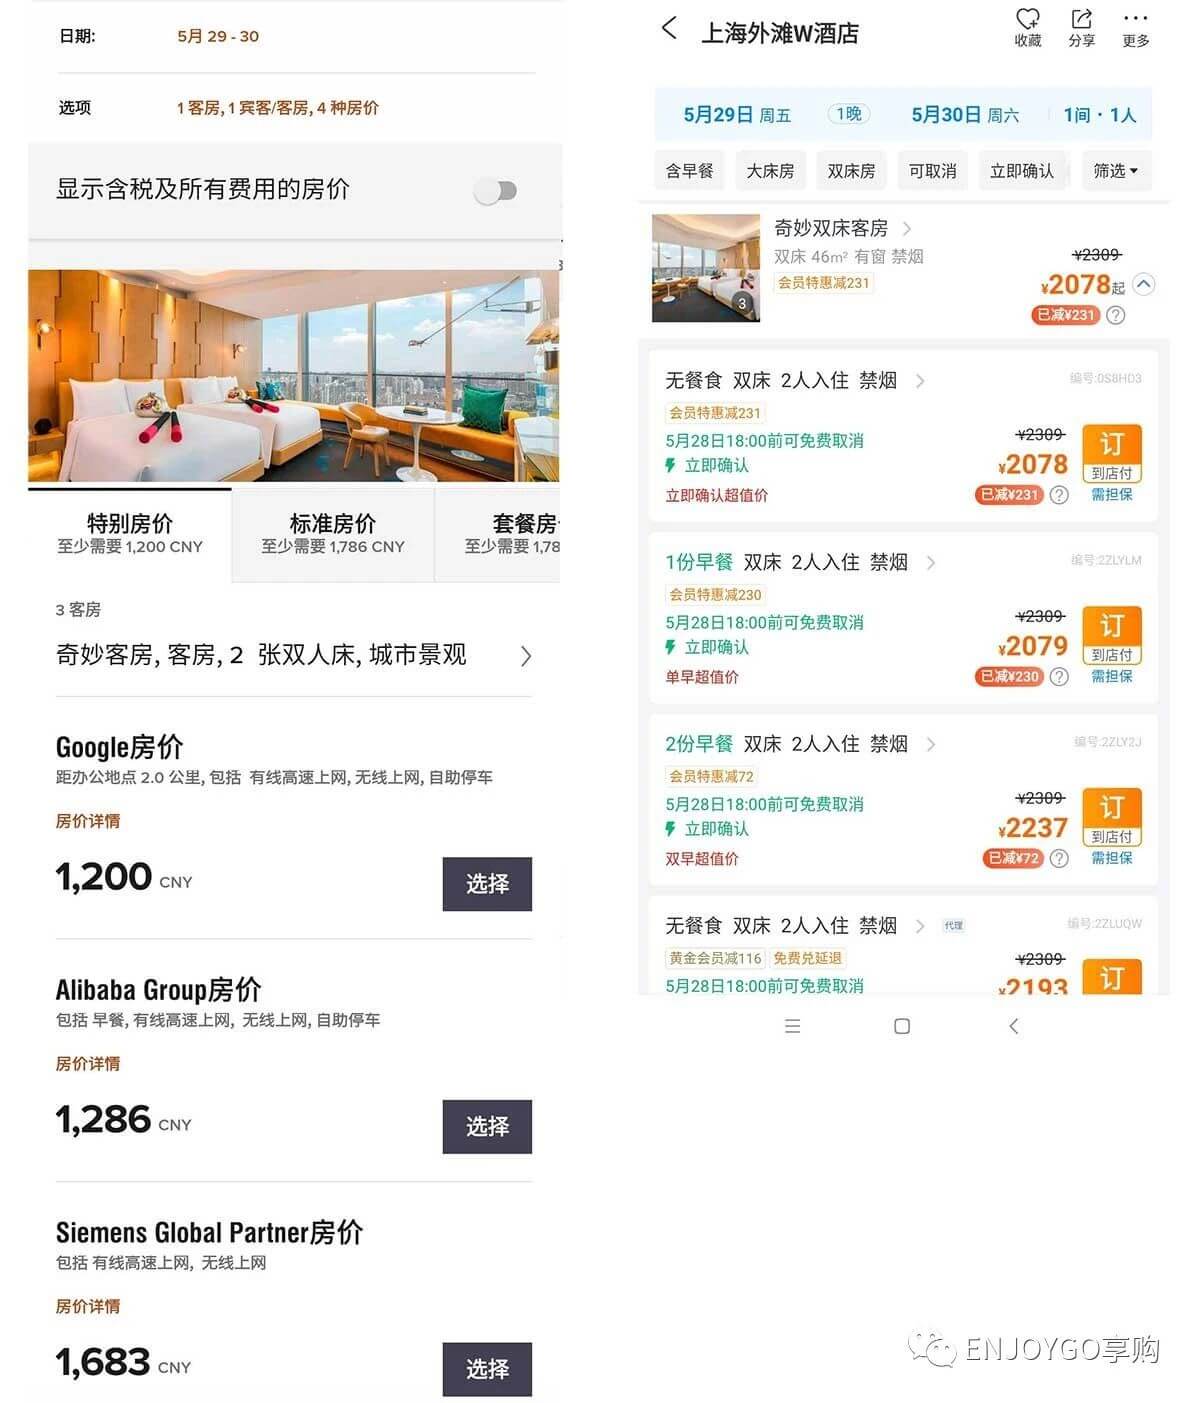 日期:
5月 29 - 30
选项
1 客房, 1 宾客/客房, 4 种房价
显示含税及所有费用的房价
特别房价
至少需要 1,200 CNY
标准房价
至少需要 1,786 CNY
套餐房
至少需要 1,78
3 客房
奇妙客房, 客房, 2 张双人床, 城市景观
Google房价
距办公地点 2.0 公里, 包括 有线高速上网, 无线上网, 自助停车
房价详情
1,200 CNY
选择
Alibaba Group房价
包括 早餐, 有线高速上网, 无线上网, 自助停车
房价详情
1,286 CNY
选择
Siemens Global Partner房价
包括 有线高速上网, 无线上网
房价详情
1,683 CNY
选择
上海外滩W酒店
收藏
分享
更多
5月29日 周五 1晚 5月30日 周六 1间·1人
含早餐 大床房 双床房 可取消 立即确认 筛选
奇妙双床客房
双床 46m² 有窗 禁烟
会员特惠减231
3
¥2309
¥2078起
已减¥231 ?
无餐食 双床 2人入住 禁烟
编号:0S8HD3
会员特惠减231
5月28日18:00前可免费取消
立即确认
立即确认超值价
¥2309
¥2078
已减¥231 ?
订
到店付
需担保
1份早餐 双床 2人入住 禁烟
编号:2ZLYLM
会员特惠减230
5月28日18:00前可免费取消
立即确认
单早超值价
¥2309
¥2079
已减¥230 ?
订
到店付
需担保
2份早餐 双床 2人入住 禁烟
编号:2ZLY2J
会员特惠减72
5月28日18:00前可免费取消
立即确认
双早超值价
¥2309
¥2237
已减¥72 ?
订
到店付
需担保
无餐食 双床 2人入住 禁烟 代理
编号:2ZLUQW
黄金会员减116 免费兑延退
5月28日18:00前可免费取消
¥2309
¥2193
订
ENJOYGO享购